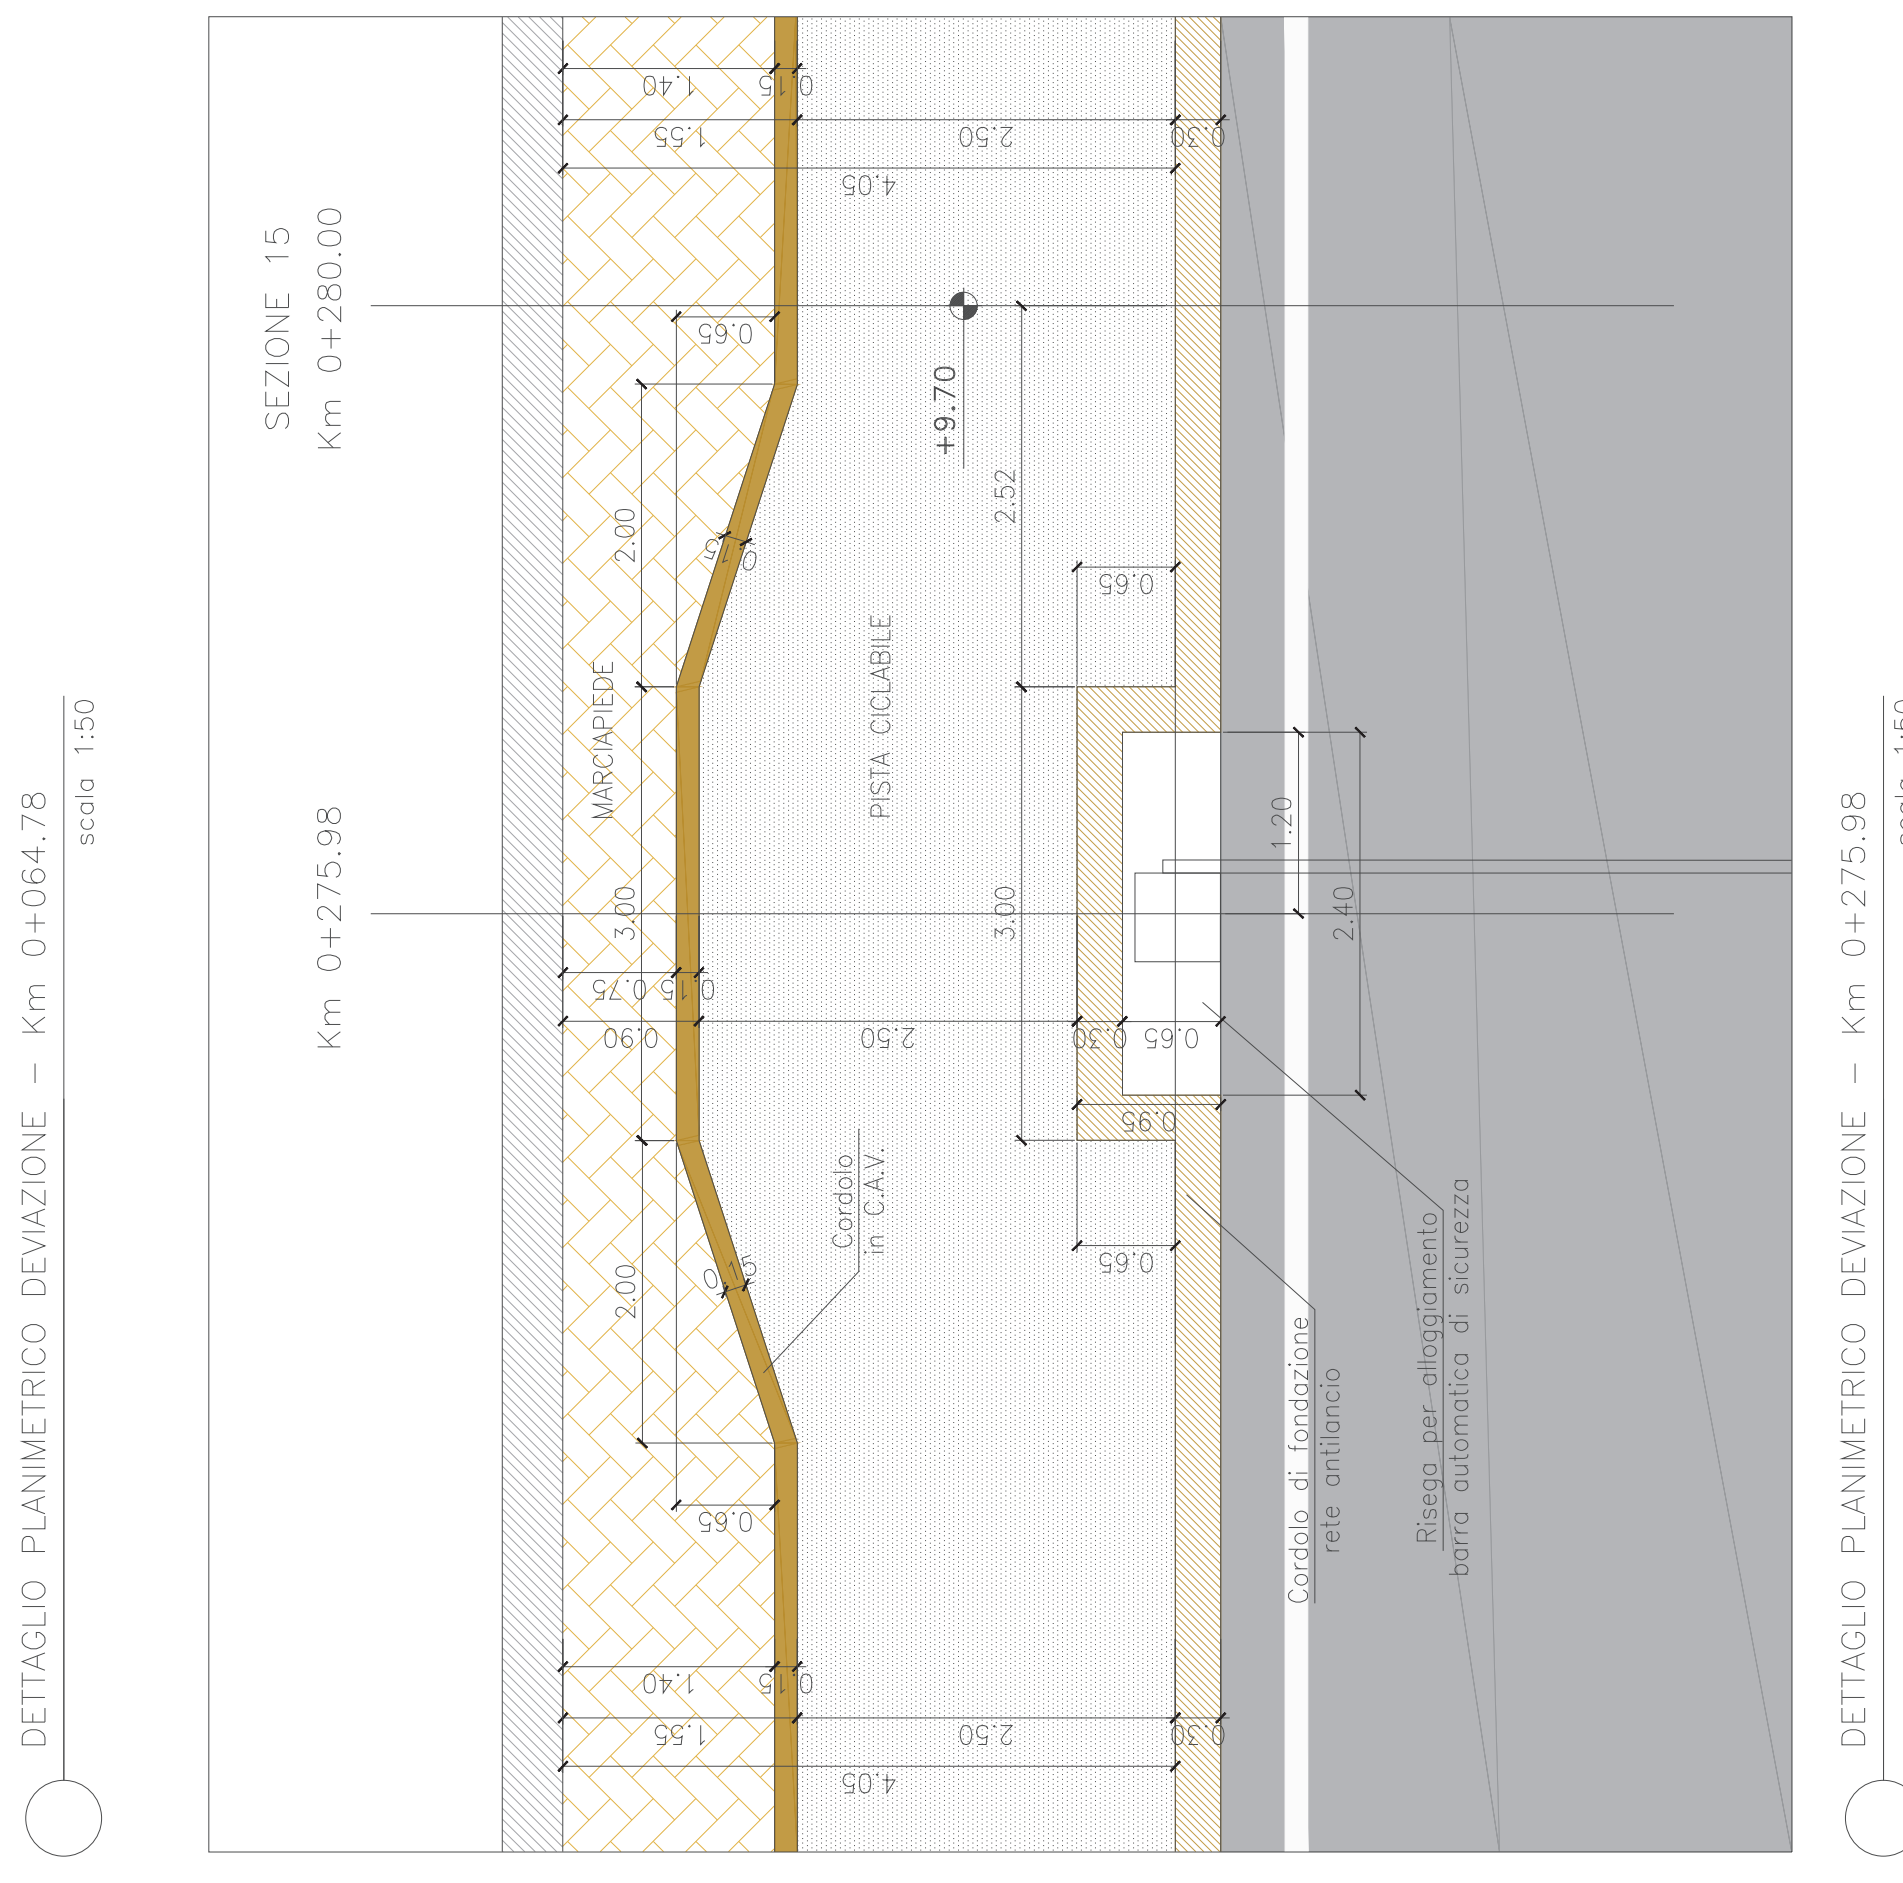 DETTAGLIO PLANIMETRICO DEVIAZIONE – Km 0+064.78
scala 1:50
SEZIONE 15
Km 0+280.00
Km 0+275.98
1.40
0.15
1.55
2.50
0.30
4.05
0.65
2.00
0.15
MARCIAPIEDE
PISTA CICLABILE
+9.70
2.52
0.65
3.00
3.00
1.20
2.40
0.75
0.15
0.90
2.50
0.30
0.65
0.95
0.65
Cordolo
in C.A.V.
2.00
0.15
0.65
Cordolo di fondazione
rete antilancio
Risega per alloggiamento
barra automatica di sicurezza
1.40
0.15
1.55
2.50
0.30
4.05
DETTAGLIO PLANIMETRICO DEVIAZIONE – Km 0+275.98
scala 1:50